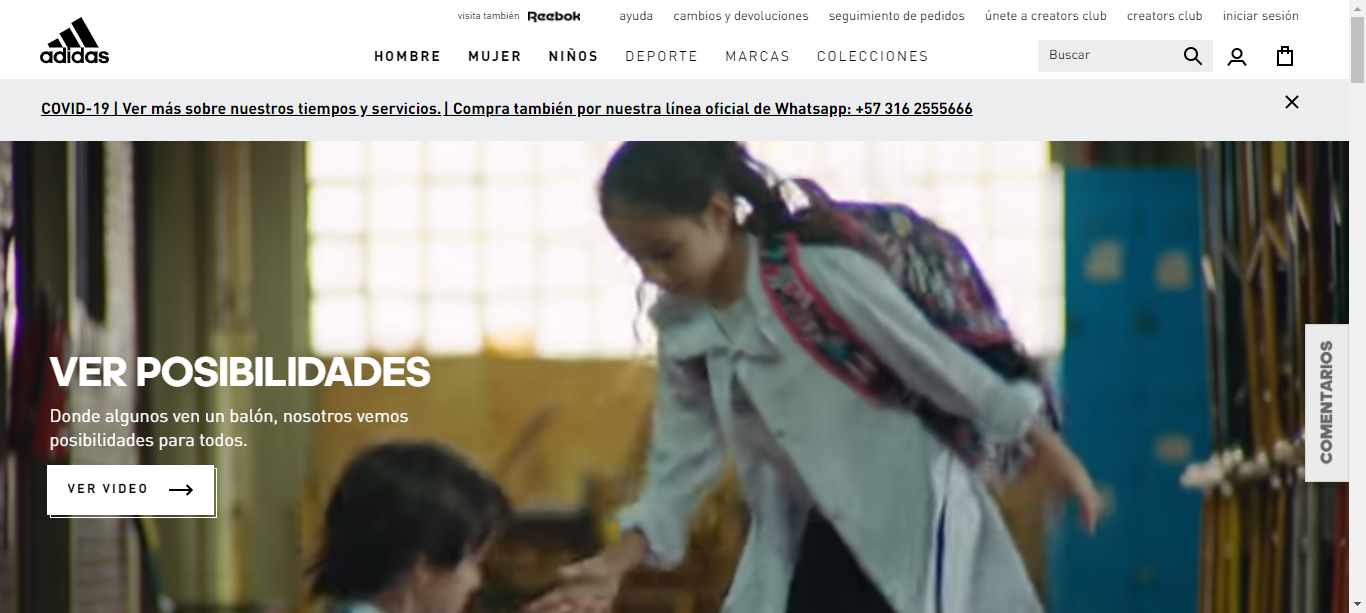 visita también Reebok ayuda cambios y devoluciones seguimiento de pedidos únete a creators club creators club iniciar sesión
adidas
HOMBRE MUJER NIÑOS DEPORTE MARCAS COLECCIONES Buscar
COVID-19 | Ver más sobre nuestros tiempos y servicios. | Compra también por nuestra línea oficial de Whatsapp: +57 316 2555666
VER POSIBILIDADES
Donde algunos ven un balón, nosotros vemos
posibilidades para todos.
VER VIDEO
COMENTARIOS